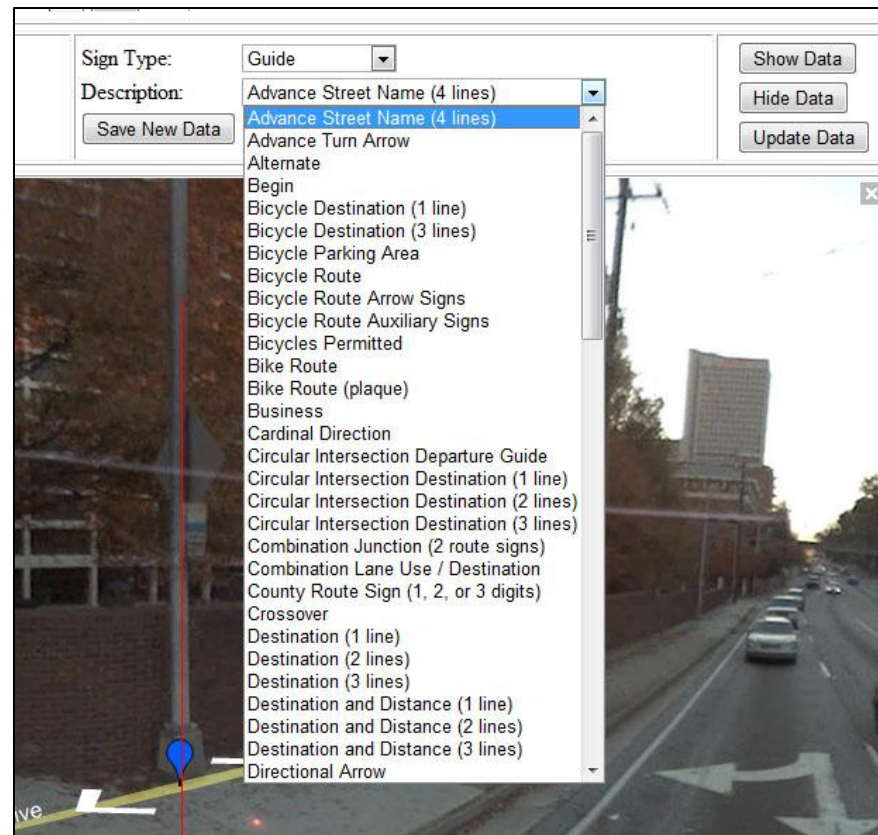 Sign Type:
Guide
Description:
Advance Street Name (4 lines)
Save New Data
Show Data
Hide Data
Update Data
Advance Street Name (4 lines)
Advance Turn Arrow
Alternate
Begin
Bicycle Destination (1 line)
Bicycle Destination (3 lines)
Bicycle Parking Area
Bicycle Route
Bicycle Route Arrow Signs
Bicycle Route Auxiliary Signs
Bicycles Permitted
Bike Route
Bike Route (plaque)
Business
Cardinal Direction
Circular Intersection Departure Guide
Circular Intersection Destination (1 line)
Circular Intersection Destination (2 lines)
Circular Intersection Destination (3 lines)
Combination Junction (2 route signs)
Combination Lane Use / Destination
County Route Sign (1, 2, or 3 digits)
Crossover
Destination (1 line)
Destination (2 lines)
Destination (3 lines)
Destination and Distance (1 line)
Destination and Distance (2 lines)
Destination and Distance (3 lines)
Directional Arrow
ive